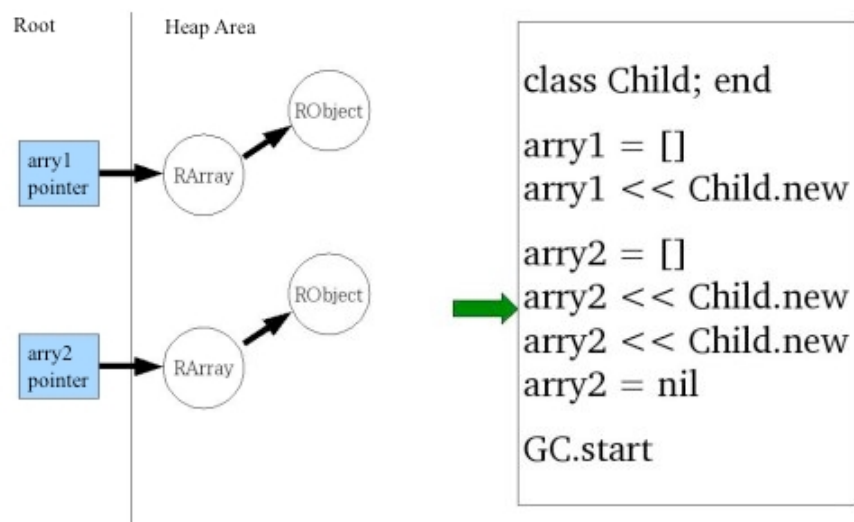 Root
Heap Area
RObject
arry1
pointer
RArray
RObject
arry2
pointer
RArray
class Child; end
arry1 = []
arry1 << Child.new
arry2 = []
arry2 << Child.new
arry2 << Child.new
arry2 = nil
GC.start